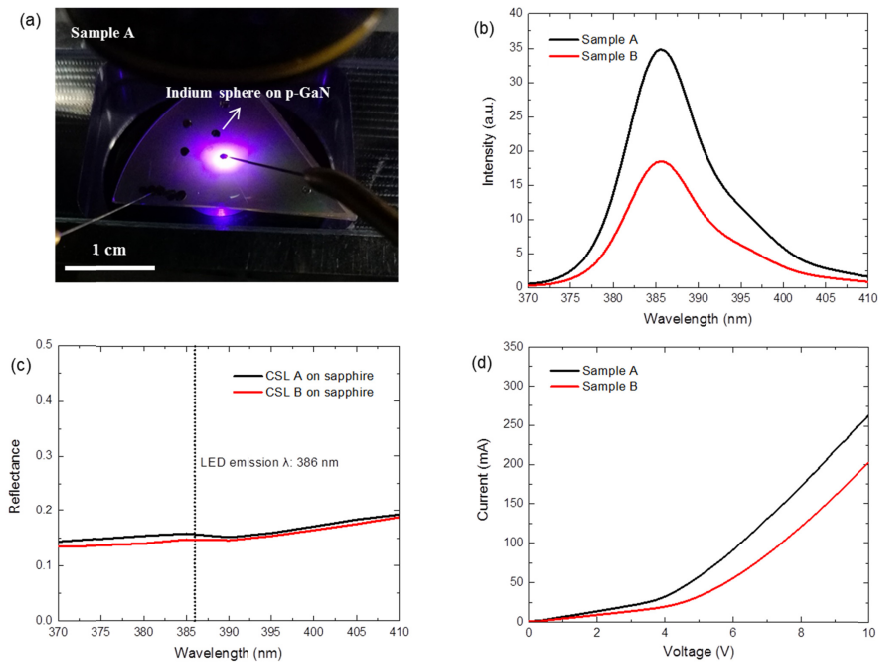 (a)
Sample A
Indium sphere on p-GaN
1 cm
(b)
Sample A
Sample B
Intensity (a.u.)
40
35
30
25
20
15
10
5
0
370 375 380 385 390 395 400 405 410
Wavelength (nm)
(c)
CSL A on sapphire
CSL B on sapphire
LED emssion λ: 386 nm
Reflectance
0.5
0.4
0.3
0.2
0.1
0.0
370 375 380 385 390 395 400 405 410
Wavelength (nm)
(d)
Sample A
Sample B
Current (mA)
350
300
250
200
150
100
50
0
0 2 4 6 8 10
Voltage (V)